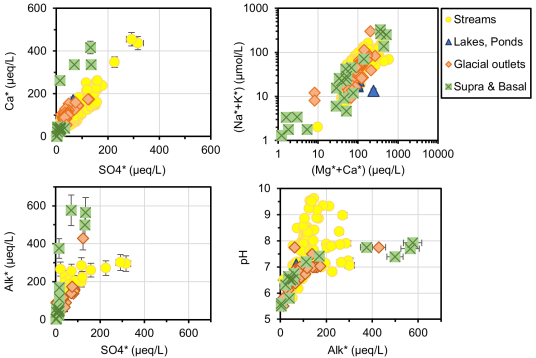 600
400
200
0
Ca* (µeq/L)
0 200 400 600
SO4* (µeq/L)
1000
100
10
1
(Na*+K*) (µmol/L)
1 10 100 1000 10000
(Mg*+Ca*) (µeq/L)
Streams
Lakes, Ponds
Glacial outlets
Supra & Basal
600
400
200
0
Alk* (µeq/L)
0 200 400 600
SO4* (µeq/L)
10
9
8
7
6
5
pH
0 200 400 600
Alk* (µeq/L)